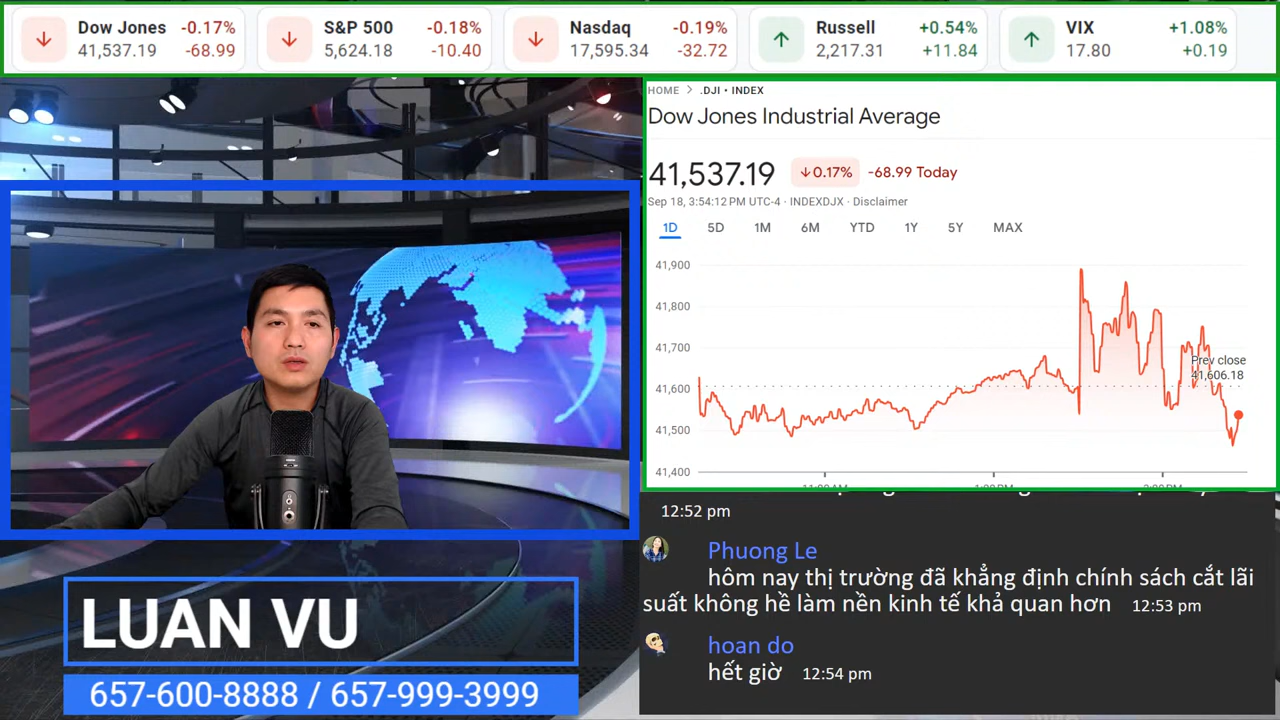 Dow Jones -0.17%
41,537.19 -68.99
S&P 500 -0.18%
5,624.18 -10.40
Nasdaq -0.19%
17,595.34 -32.72
Russell +0.54%
2,217.31 +11.84
VIX +1.08%
17.80 +0.19
HOME > .DJI • INDEX
Dow Jones Industrial Average
41,537.19 ↓0.17% -68.99 Today
Sep 18, 3:54:12 PM UTC-4 · INDEXDJX · Disclaimer
1D 5D 1M 6M YTD 1Y 5Y MAX
41,900
41,800
41,700
41,600
41,500
41,400
Prev close
41,606.18
12:52 pm
Phuong Le
hôm nay thị trường đã khẳng định chính sách cắt lãi
suất không hề làm nền kinh tế khả quan hơn 12:53 pm
hoan do
hết giờ 12:54 pm
LUAN VU
657-600-8888 / 657-999-3999